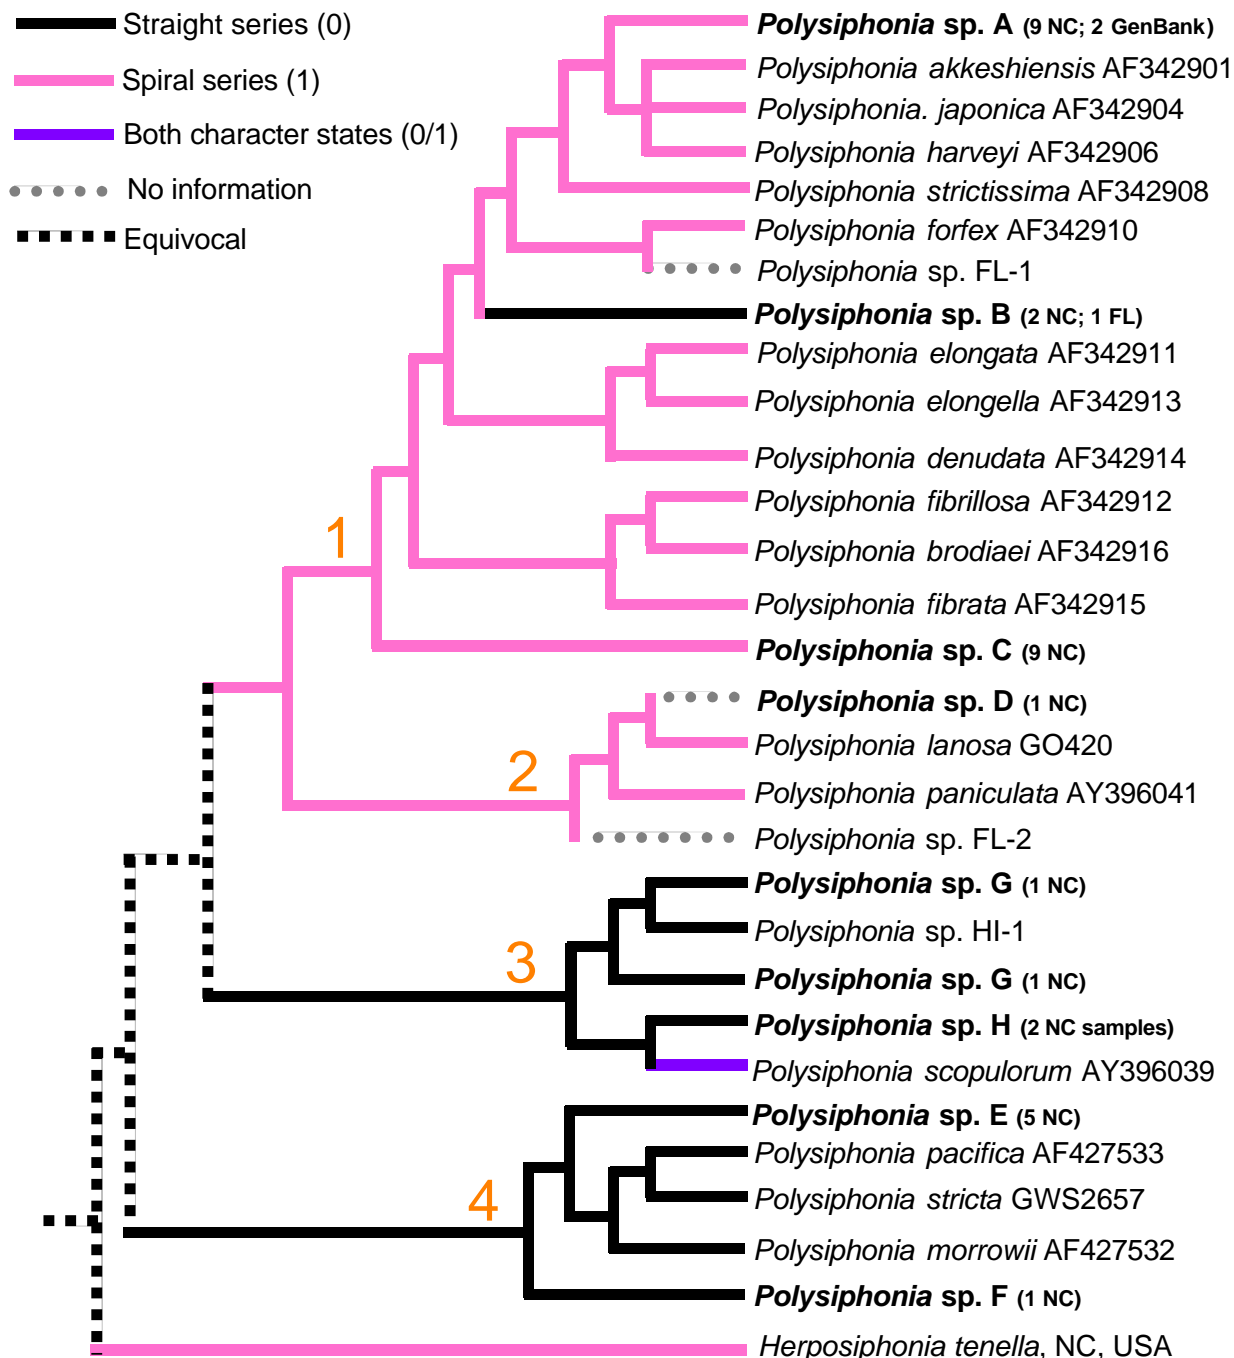 Straight series (0)
Spiral series (1)
Both character states (0/1)
No information
Equivocal
Polysiphonia sp. A (9 NC; 2 GenBank)
Polysiphonia akkeshiensis AF342901
Polysiphonia. japonica AF342904
Polysiphonia harveyi AF342906
Polysiphonia strictissima AF342908
Polysiphonia forfex AF342910
Polysiphonia sp. FL-1
Polysiphonia sp. B (2 NC; 1 FL)
Polysiphonia elongata AF342911
Polysiphonia elongella AF342913
Polysiphonia denudata AF342914
Polysiphonia fibrillosa AF342912
1
Polysiphonia brodiaei AF342916
Polysiphonia fibrata AF342915
Polysiphonia sp. C (9 NC)
Polysiphonia sp. D (1 NC)
Polysiphonia lanosa GO420
2
Polysiphonia paniculata AY396041
Polysiphonia sp. FL-2
Polysiphonia sp. G (1 NC)
Polysiphonia sp. HI-1
3
Polysiphonia sp. G (1 NC)
Polysiphonia sp. H (2 NC samples)
Polysiphonia scopulorum AY396039
Polysiphonia sp. E (5 NC)
Polysiphonia pacifica AF427533
4
Polysiphonia stricta GWS2657
Polysiphonia morrowii AF427532
Polysiphonia sp. F (1 NC)
Herposiphonia tenella, NC, USA